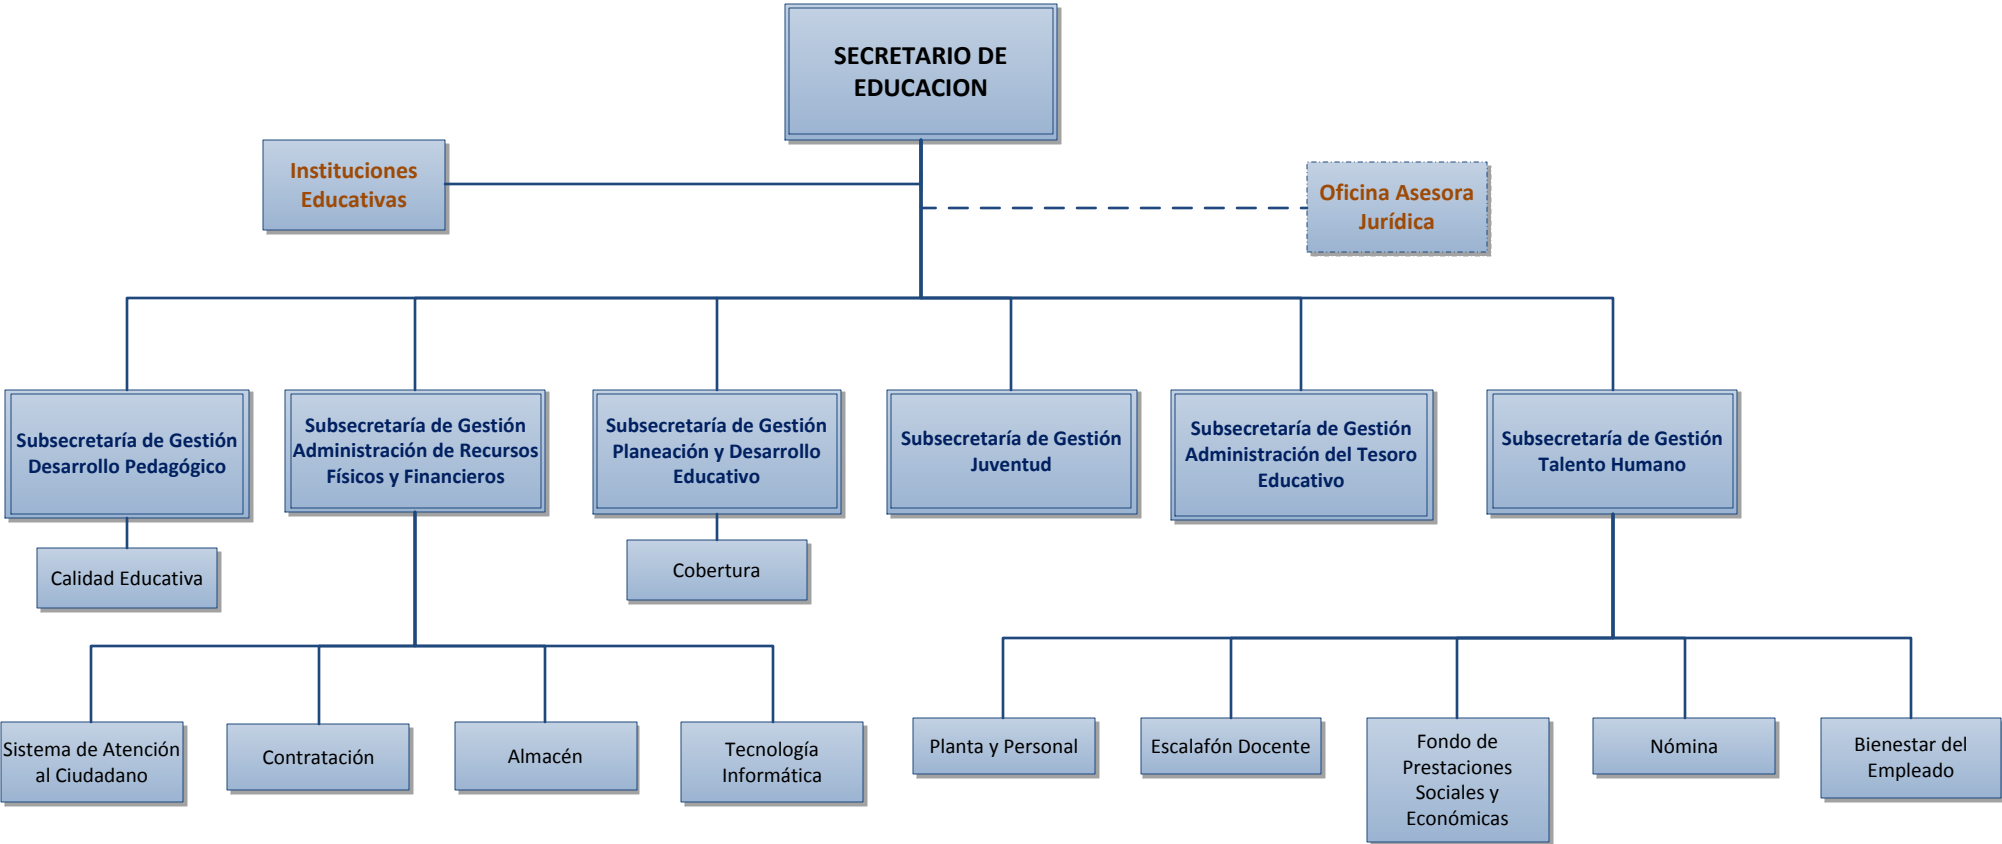 SECRETARIO DE
EDUCACION
Instituciones
Educativas
Oficina Asesora
Jurídica
Subsecretaría de Gestión
Desarrollo Pedagógico
Subsecretaría de Gestión
Administración de Recursos
Físicos y Financieros
Subsecretaría de Gestión
Planeación y Desarrollo
Educativo
Subsecretaría de Gestión
Juventud
Subsecretaría de Gestión
Administración del Tesoro
Educativo
Subsecretaría de Gestión
Talento Humano
Calidad Educativa
Cobertura
Sistema de Atención
al Ciudadano
Contratación
Almacén
Tecnología
Informática
Planta y Personal
Escalafón Docente
Fondo de
Prestaciones
Sociales y
Económicas
Nómina
Bienestar del
Empleado